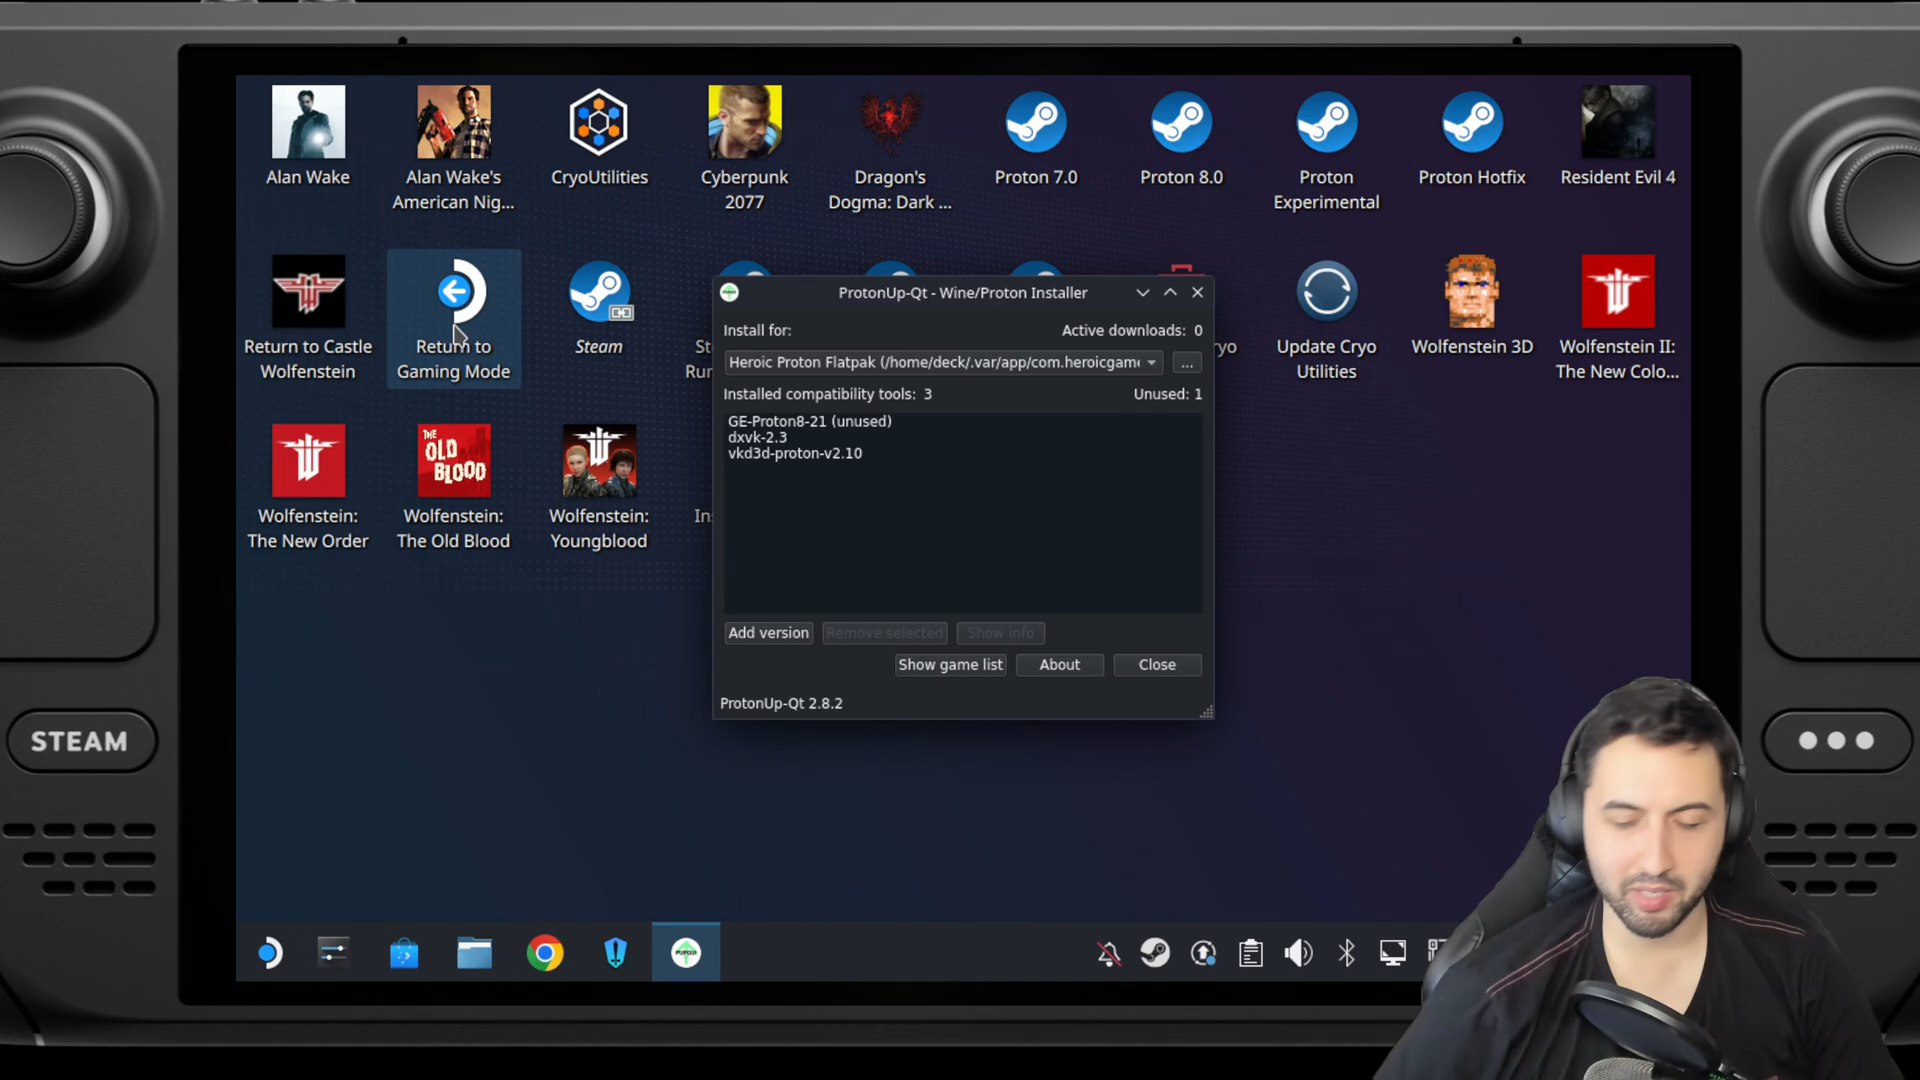 Alan Wake
Alan Wake's
American Nig...
CryoUtilities
Cyberpunk
2077
Dragon's
Dogma: Dark ...
Proton 7.0
Proton 8.0
Proton
Experimental
Proton Hotfix
Resident Evil 4
Return to Castle
Wolfenstein
Return to
Gaming Mode
Steam
St
Run
yo
Update Cryo
Utilities
Wolfenstein 3D
Wolfenstein II:
The New Colo...
THE
OLD
BLOOD
Wolfenstein:
The New Order
Wolfenstein:
The Old Blood
Wolfenstein:
Youngblood
In
ProtonUp-Qt - Wine/Proton Installer
Install for:
Active downloads: 0
Heroic Proton Flatpak (/home/deck/.var/app/com.heroicgam
...
Installed compatibility tools: 3
Unused: 1
GE-Proton8-21 (unused)
dxvk-2.3
vkd3d-proton-v2.10
Add version
Remove selected
Show info
Show game list
About
Close
ProtonUp-Qt 2.8.2
STEAM